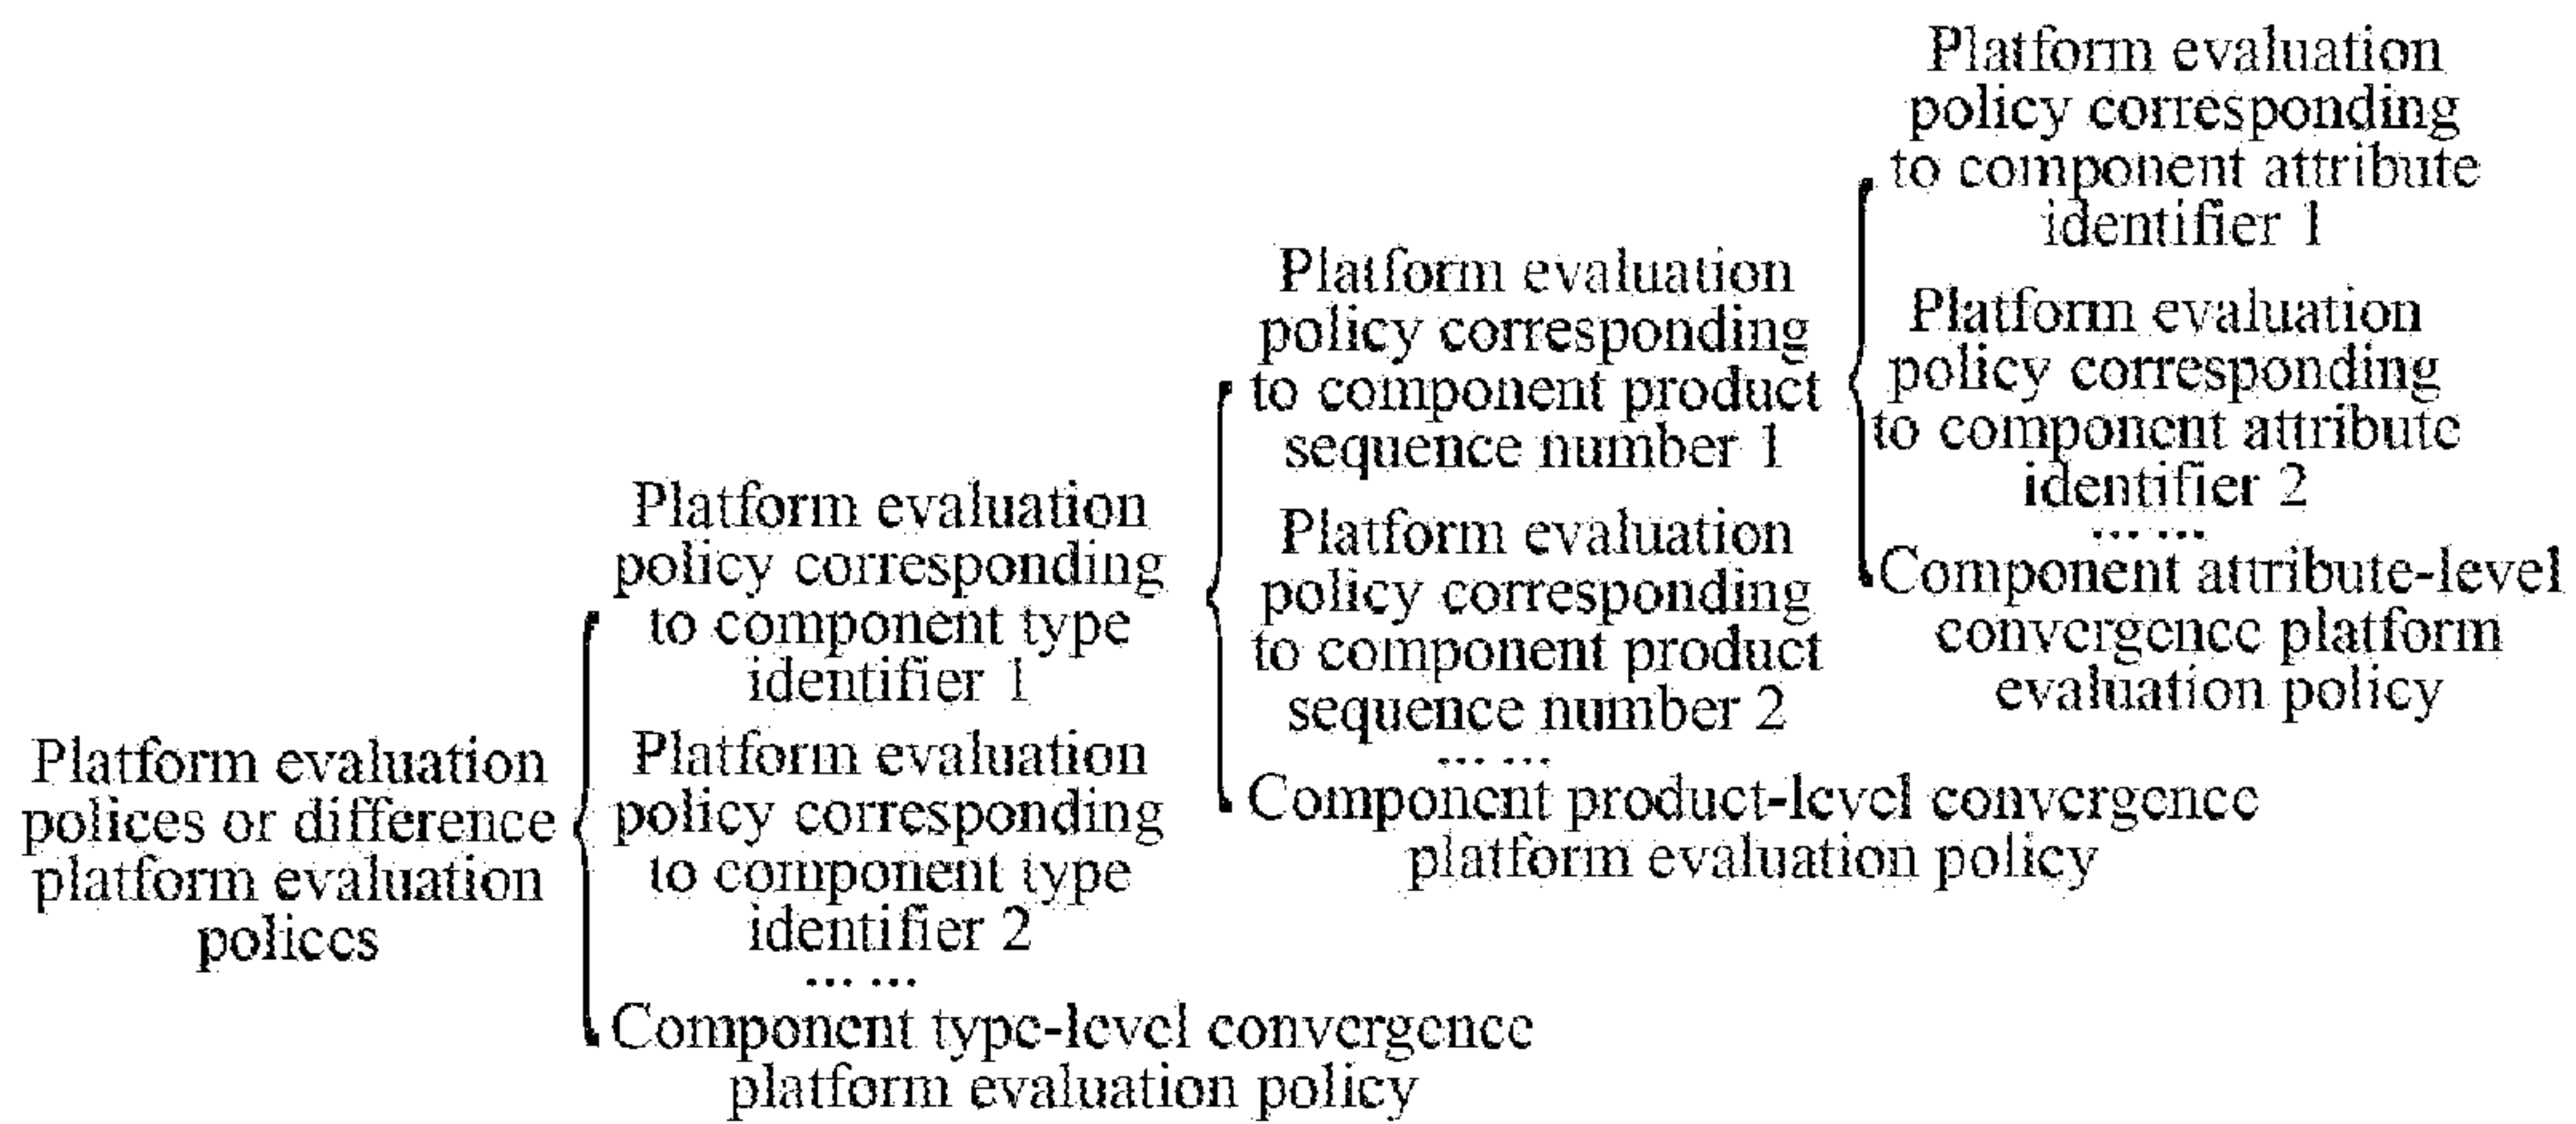 Platform evaluation
polices or difference
platform evaluation
polices
Platform evaluation
policy corresponding
to component type
identifier 1
Platform evaluation
policy corresponding
to component type
identifier 2
... ...
Component type-level convergence
platform evaluation policy
Platform evaluation
policy corresponding
to component product
sequence number 1
Platform evaluation
policy corresponding
to component product
sequence number 2
... ...
Component product-level convergence
platform evaluation policy
Platform evaluation
policy corresponding
to component attribute
identifier 1
Platform evaluation
policy corresponding
to component attribute
identifier 2
... ...
Component attribute-level
convergence platform
evaluation policy